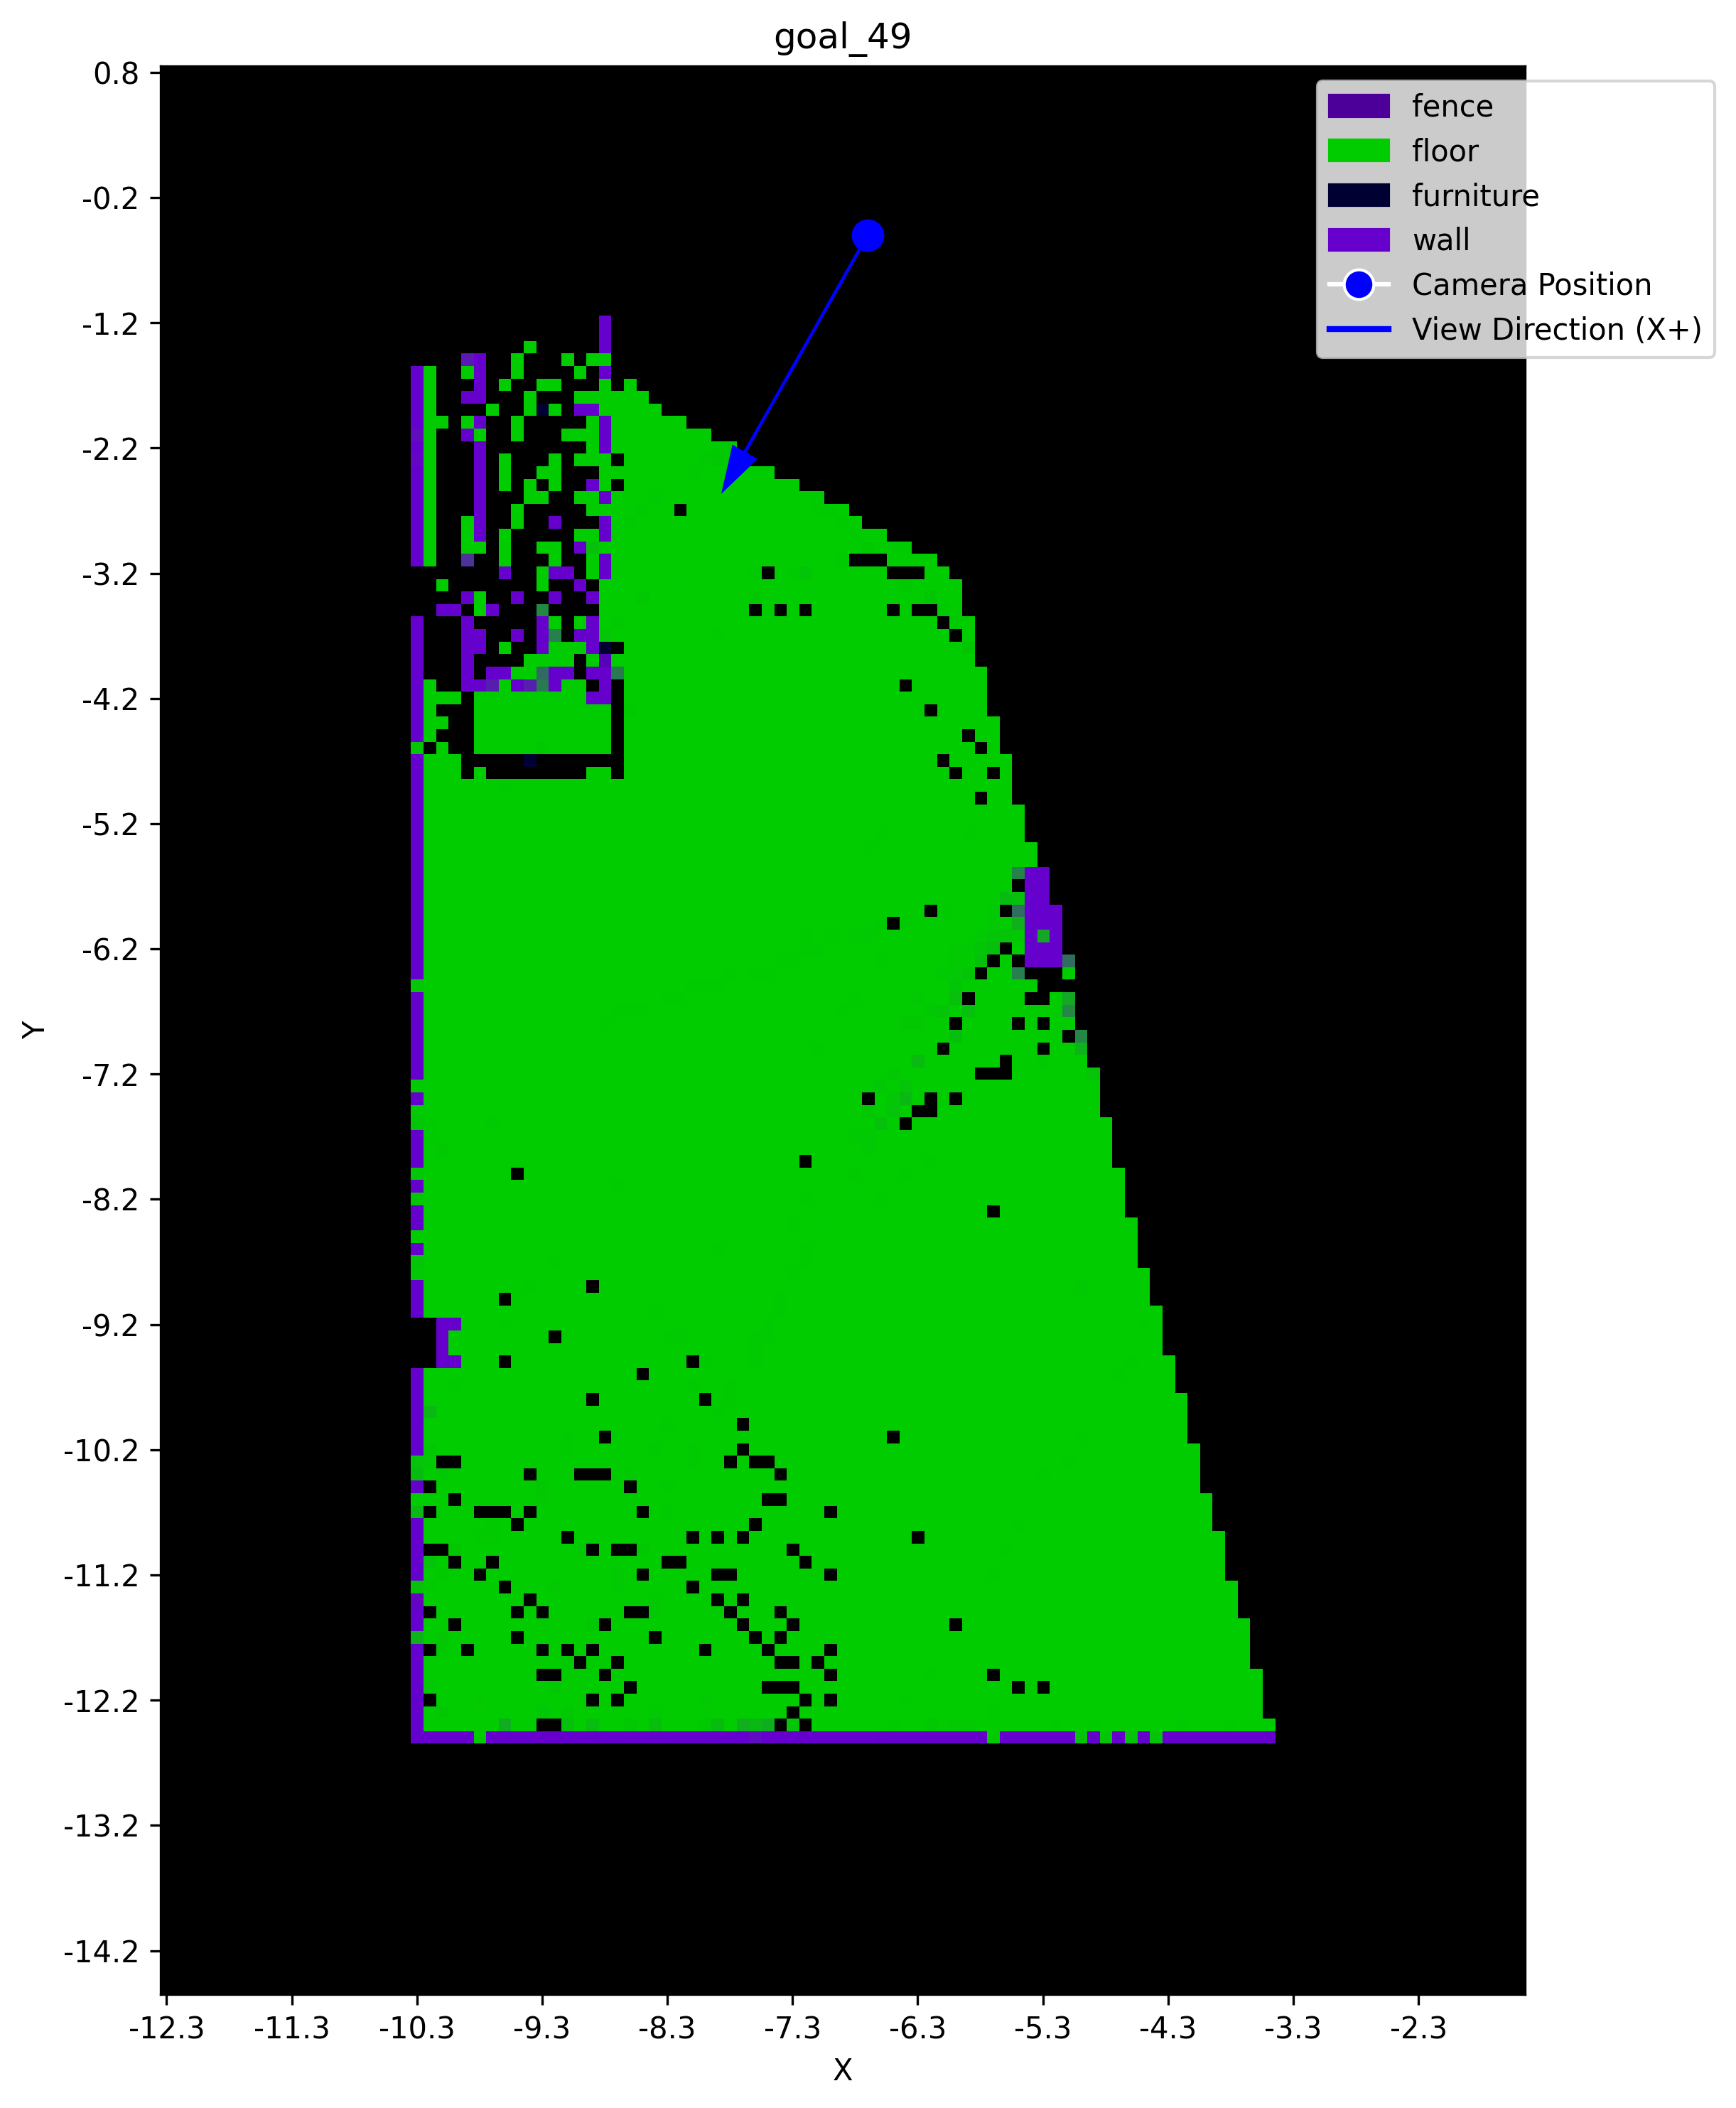 goal_49
fence
floor
furniture
wall
Camera Position
View Direction (X+)
0.8
-0.2
-1.2
-2.2
-3.2
-4.2
-5.2
-6.2
-7.2
-8.2
-9.2
-10.2
-11.2
-12.2
-13.2
-14.2
Y
-12.3 -11.3 -10.3 -9.3 -8.3 -7.3 -6.3 -5.3 -4.3 -3.3 -2.3
X